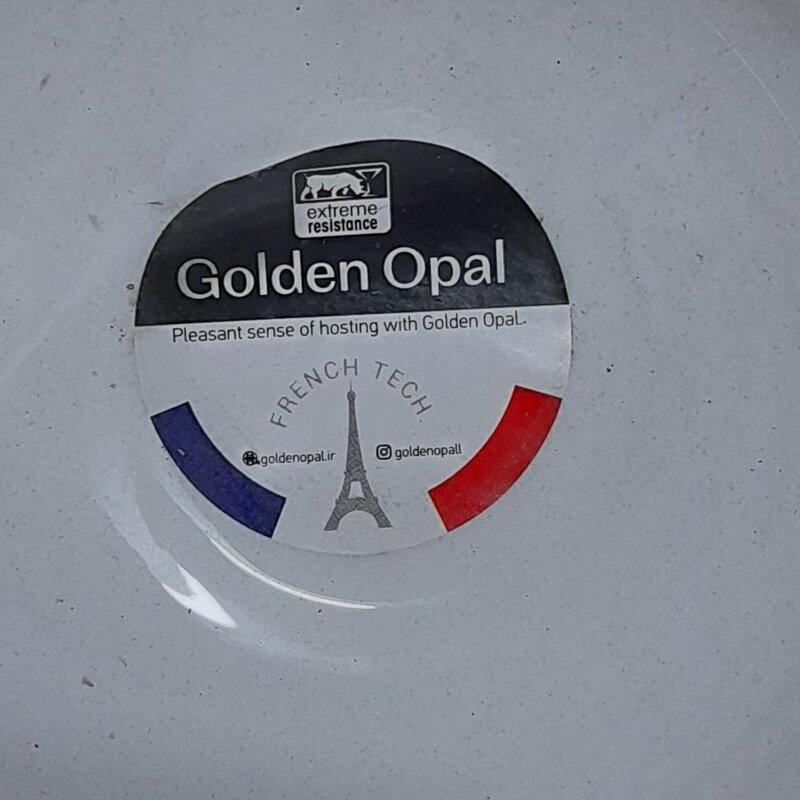 extreme
resistance
Golden Opal
Pleasant sense of hosting with Golden Opal..
FRENCH TECH
goldenopal.ir
goldenopall